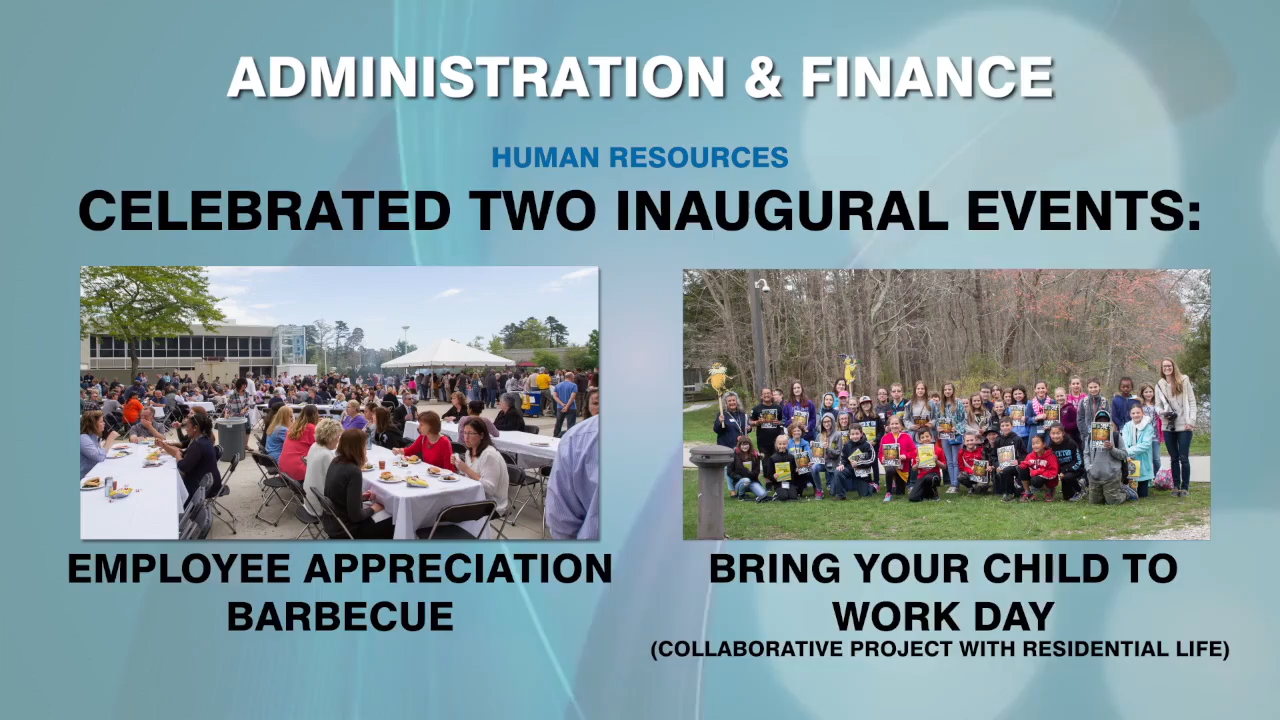 ADMINISTRATION & FINANCE
HUMAN RESOURCES
CELEBRATED TWO INAUGURAL EVENTS:
EMPLOYEE APPRECIATION
BARBECUE
BRING YOUR CHILD TO
WORK DAY
(COLLABORATIVE PROJECT WITH RESIDENTIAL LIFE)